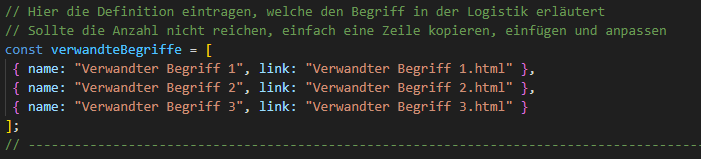 // Hier die Definition eintragen, welche den Begriff in der Logistik erläutert
// Sollte die Anzahl nicht reichen, einfach eine Zeile kopieren, einfügen und anpassen
const verwandteBegriffe = [
{ name: "Verwandter Begriff 1", link: "Verwandter Begriff 1.html" },
{ name: "Verwandter Begriff 2", link: "Verwandter Begriff 2.html" },
{ name: "Verwandter Begriff 3", link: "Verwandter Begriff 3.html" }
];
// --------------------------------------------------------------------------------